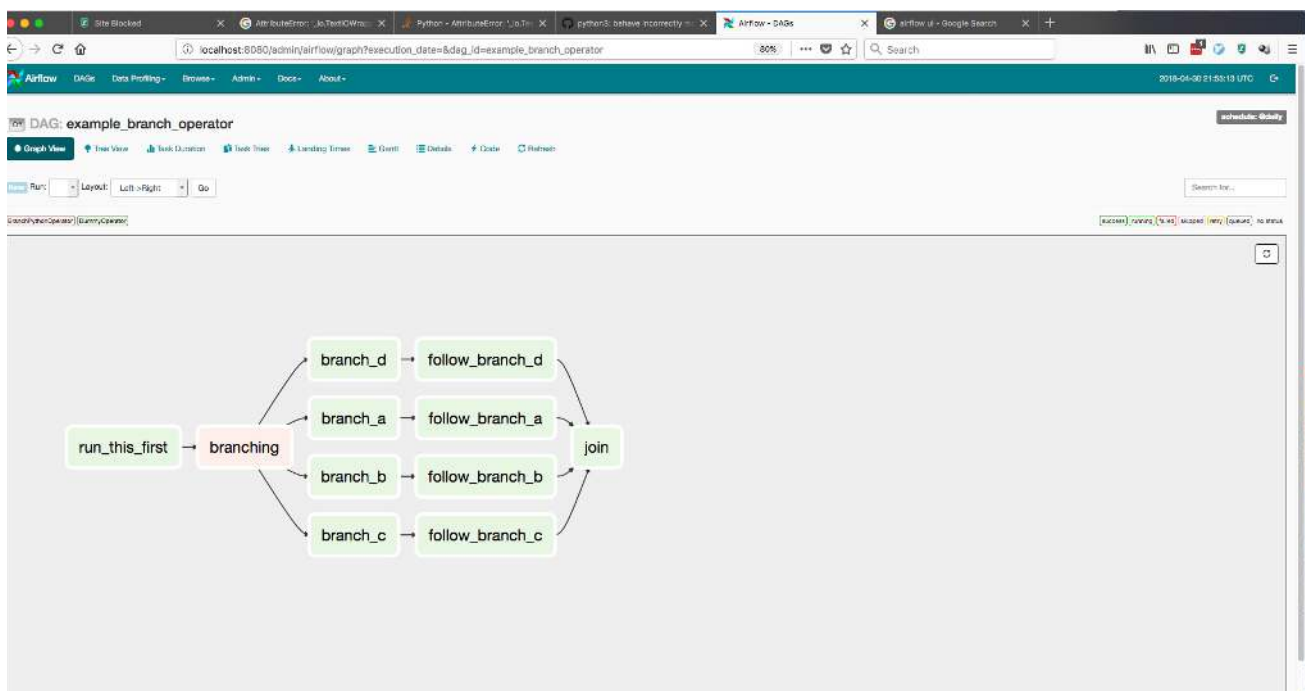 Site Blocked
AttributeError: '_io.TextIOWrap
Python - AttributeError: '_io.Te
python3: behave incorrectly
Airflow - DAGs
airflow ui - Google Search
localhost:8080/admin/airflow/graph?execution_date=&dag_id=example_branch_operator
80%
Search
Airflow DAGs Data Profiling Browse Admin Docs About
2018-04-30 21:53:13 UTC
DAG: example_branch_operator
schedule: @daily
Graph View Tree View Task Duration Task Tries Landing Times Gantt Details Code Refresh
Run: Layout: Left->Right Go
Search for...
BranchPythonOperator DummyOperator
success running failed skipped retry queued no status
branch_d follow_branch_d
branch_a follow_branch_a
run_this_first branching join
branch_b follow_branch_b
branch_c follow_branch_c